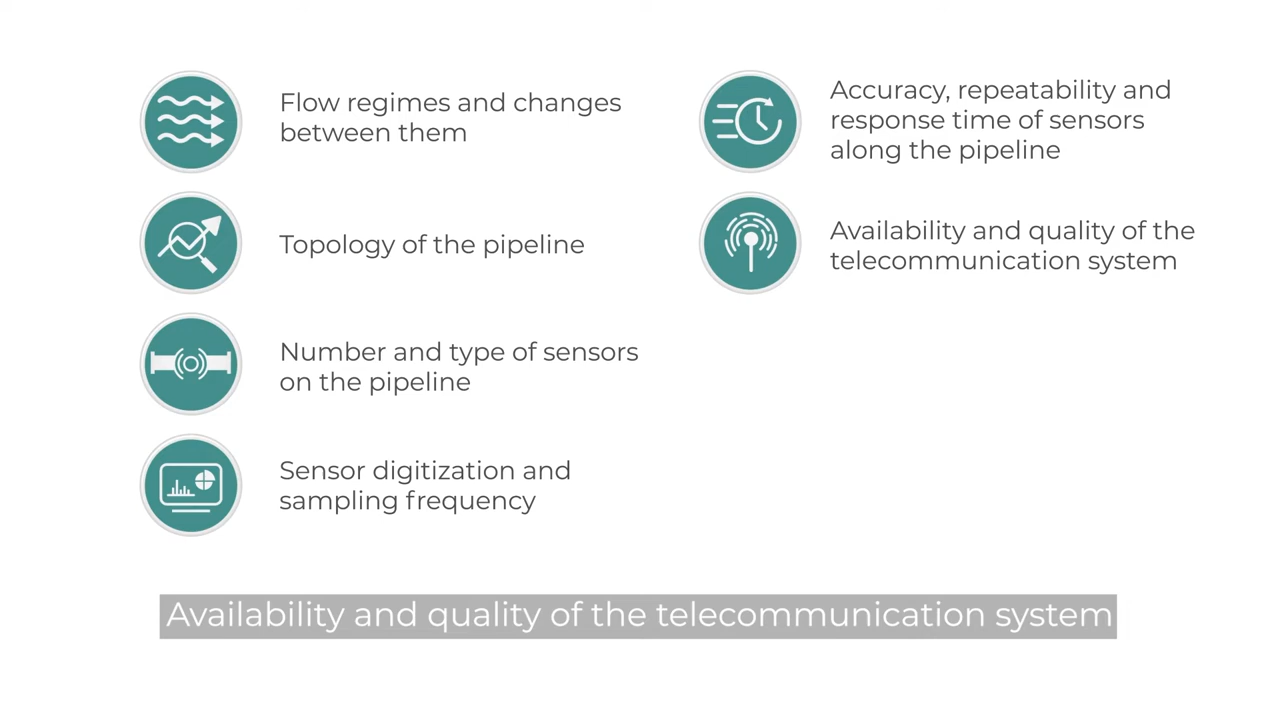 Flow regimes and changes
between them
Topology of the pipeline
Number and type of sensors
on the pipeline
Sensor digitization and
sampling frequency
Accuracy, repeatability and
response time of sensors
along the pipeline
Availability and quality of the
telecommunication system
Availability and quality of the telecommunication system